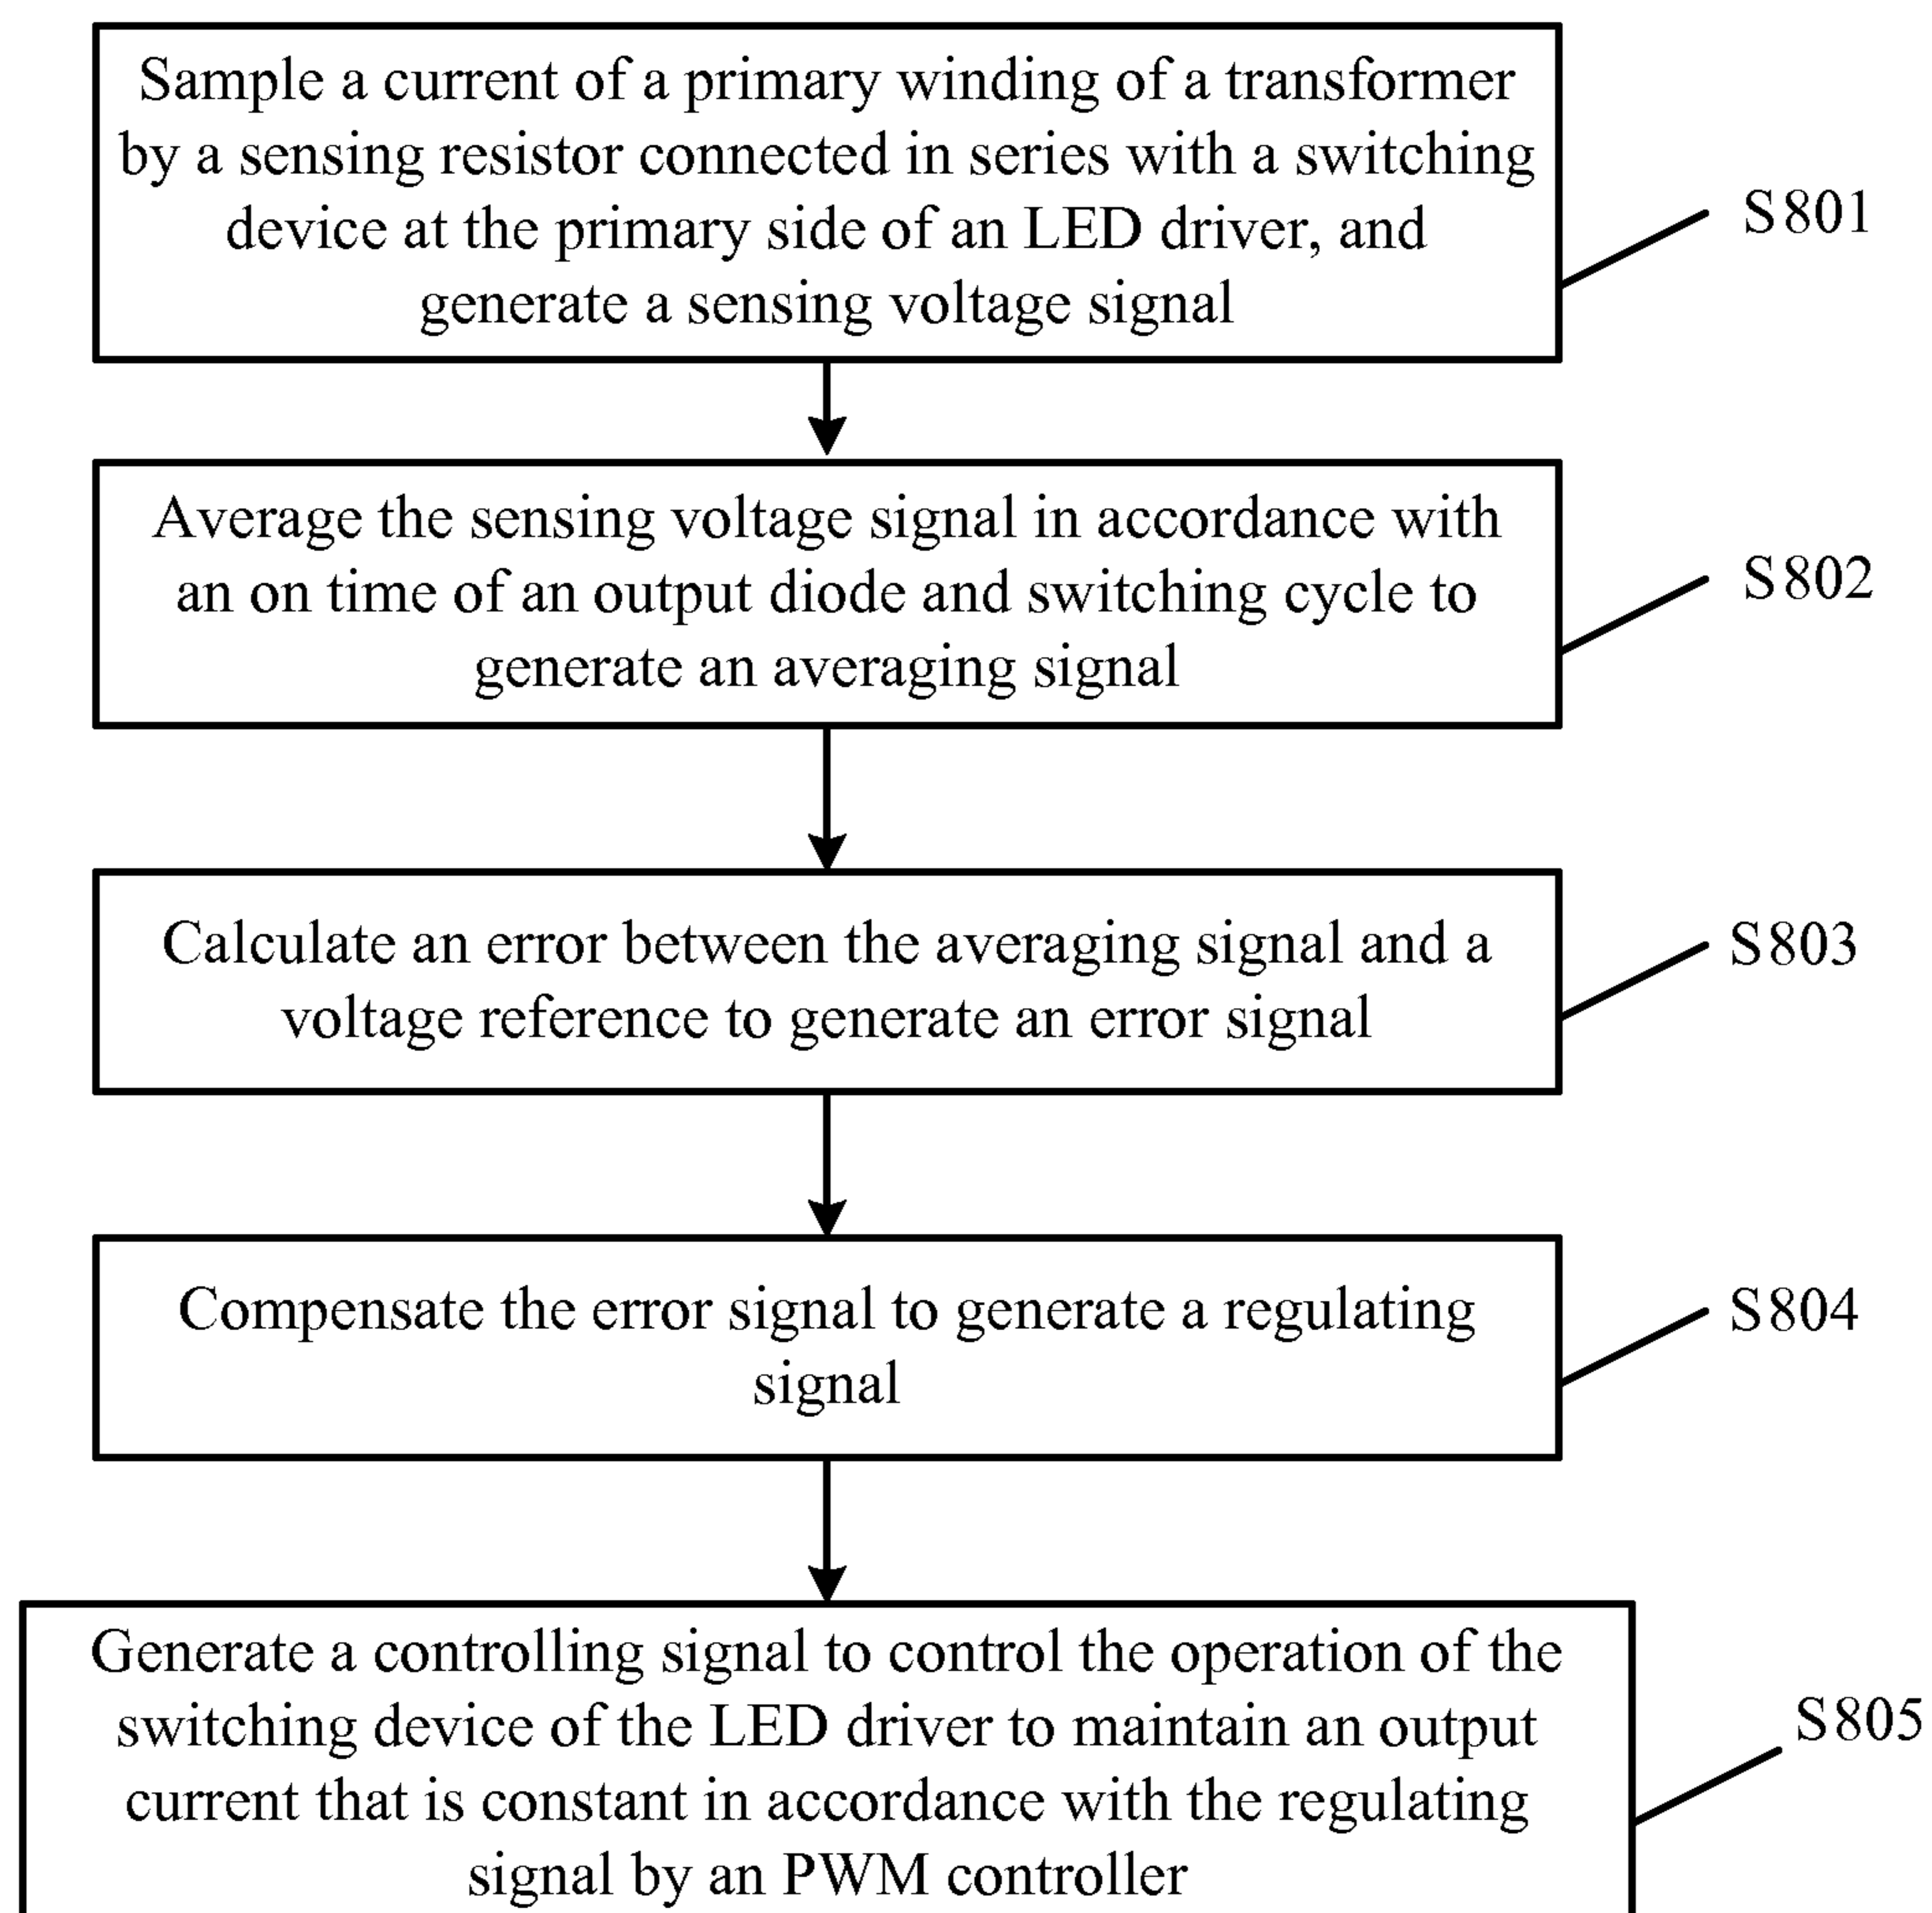 Sample a current of a primary winding of a transformer
by a sensing resistor connected in series with a switching
device at the primary side of an LED driver, and
generate a sensing voltage signal
S801
Average the sensing voltage signal in accordance with
an on time of an output diode and switching cycle to
generate an averaging signal
S802
Calculate an error between the averaging signal and a
voltage reference to generate an error signal
S803
Compensate the error signal to generate a regulating
signal
S804
Generate a controlling signal to control the operation of the
switching device of the LED driver to maintain an output
current that is constant in accordance with the regulating
signal by an PWM controller
S805